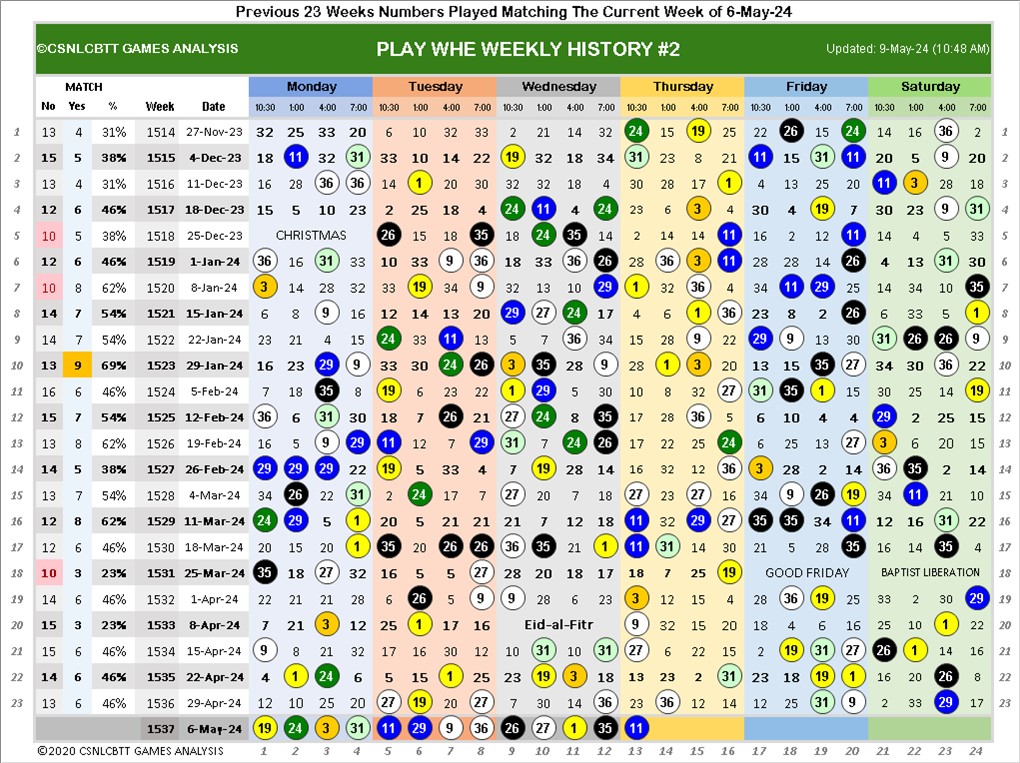 Previous 23 Weeks Numbers Played Matching The Current Week of 6-May-24
©CSNLCBTT GAMES ANALYSIS PLAY WHE WEEKLY HISTORY #2 Updated: 9-May-24 (10:48 AM)
MATCH Monday Tuesday Wednesday Thursday Friday Saturday
No Yes % Week Date 10:30 1:00 4:00 7:00 10:30 1:00 4:00 7:00 10:30 1:00 4:00 7:00 10:30 1:00 4:00 7:00 10:30 1:00 4:00 7:00 10:30 1:00 4:00 7:00
1 13 4 31% 1514 27-Nov-23 32 25 33 20 6 10 32 33 2 21 14 32 24 15 19 25 22 26 15 24 14 16 36 2 1
2 15 5 38% 1515 4-Dec-23 18 11 32 31 33 10 14 22 19 32 18 34 31 23 8 21 11 15 31 11 20 5 9 20 2
3 13 4 31% 1516 11-Dec-23 16 28 36 36 14 1 20 30 32 32 18 4 30 28 17 1 4 13 25 20 11 3 28 18 3
4 12 6 46% 1517 18-Dec-23 15 5 10 23 2 25 18 4 24 11 4 24 23 6 3 4 30 4 19 7 30 23 9 31 4
5 10 5 38% 1518 25-Dec-23 CHRISTMAS 26 15 18 35 18 24 35 14 2 14 14 11 16 2 12 11 14 4 5 33 5
6 12 6 46% 1519 1-Jan-24 36 16 31 33 10 33 9 36 18 33 36 26 28 36 3 11 28 28 14 26 4 13 31 30 6
7 10 8 62% 1520 8-Jan-24 3 14 28 32 33 19 34 9 32 13 10 29 1 32 36 4 34 11 29 25 14 34 10 35 7
8 14 7 54% 1521 15-Jan-24 6 8 9 16 12 14 13 20 29 27 24 17 4 6 1 36 23 8 2 26 6 33 5 1 8
9 14 7 54% 1522 22-Jan-24 23 21 4 15 24 33 11 13 7 5 36 34 5 22 9 22 29 9 13 30 31 26 26 9 9
10 13 9 69% 1523 29-Jan-24 16 23 29 9 33 30 24 26 3 35 28 9 28 1 3 20 13 10 35 27 34 30 36 22 10
11 16 6 46% 1524 5-Feb-24 7 18 35 8 19 6 23 22 1 29 5 30 10 8 32 27 31 35 1 15 30 25 14 19 11
12 15 7 54% 1525 12-Feb-24 36 6 31 30 18 7 26 21 27 24 8 35 17 28 36 5 6 10 4 4 29 2 25 15 12
13 13 8 62% 1526 19-Feb-24 16 5 9 29 11 12 7 29 31 7 24 26 17 22 25 24 6 25 13 27 3 6 20 15 13
14 14 5 38% 1527 26-Feb-24 29 29 29 22 19 5 33 4 7 19 28 14 16 32 12 36 3 28 2 14 36 35 2 14 14
15 13 7 54% 1528 4-Mar-24 34 26 22 31 6 24 17 8 27 20 7 18 27 23 27 15 34 9 26 19 34 11 21 10 15
16 12 8 62% 1529 11-Mar-24 24 29 5 1 20 5 21 21 21 7 12 18 11 32 29 27 35 35 34 11 12 16 31 22 16
17 12 6 46% 1530 18-Mar-24 20 15 20 1 35 20 26 26 36 35 21 1 11 31 14 30 21 5 28 35 16 14 35 4 17
18 10 3 23% 1531 25-Mar-24 35 18 27 32 16 5 5 27 28 20 18 17 18 7 25 19 GOOD FRIDAY BAPTIST LIBERATION 18
19 14 6 46% 1532 1-Apr-24 22 21 21 28 6 26 5 9 9 28 6 23 3 12 15 4 28 36 19 25 33 2 30 29 19
20 15 3 23% 1533 8-Apr-24 7 21 3 12 25 1 17 16 Eid-al-Fitr 9 32 15 20 18 4 6 16 25 10 1 22 20
21 15 6 46% 1534 15-Apr-24 9 8 21 32 17 16 30 12 10 31 10 31 27 6 22 15 2 19 31 27 26 1 14 16 21
22 14 6 46% 1535 22-Apr-24 4 1 24 6 5 15 1 25 23 19 3 18 13 23 2 31 23 18 19 1 16 20 26 8 22
23 13 6 46% 1536 29-Apr-24 12 10 25 20 27 19 20 27 7 30 12 36 23 36 14 12 28 25 31 9 2 33 29 17 23
1537 6-May-24 19 24 3 31 11 29 9 36 26 27 1 35 11
©2020 CSNLCBTT GAMES ANALYSIS 1 2 3 4 5 6 7 8 9 10 11 12 13 14 15 16 17 18 19 20 21 22 23 24